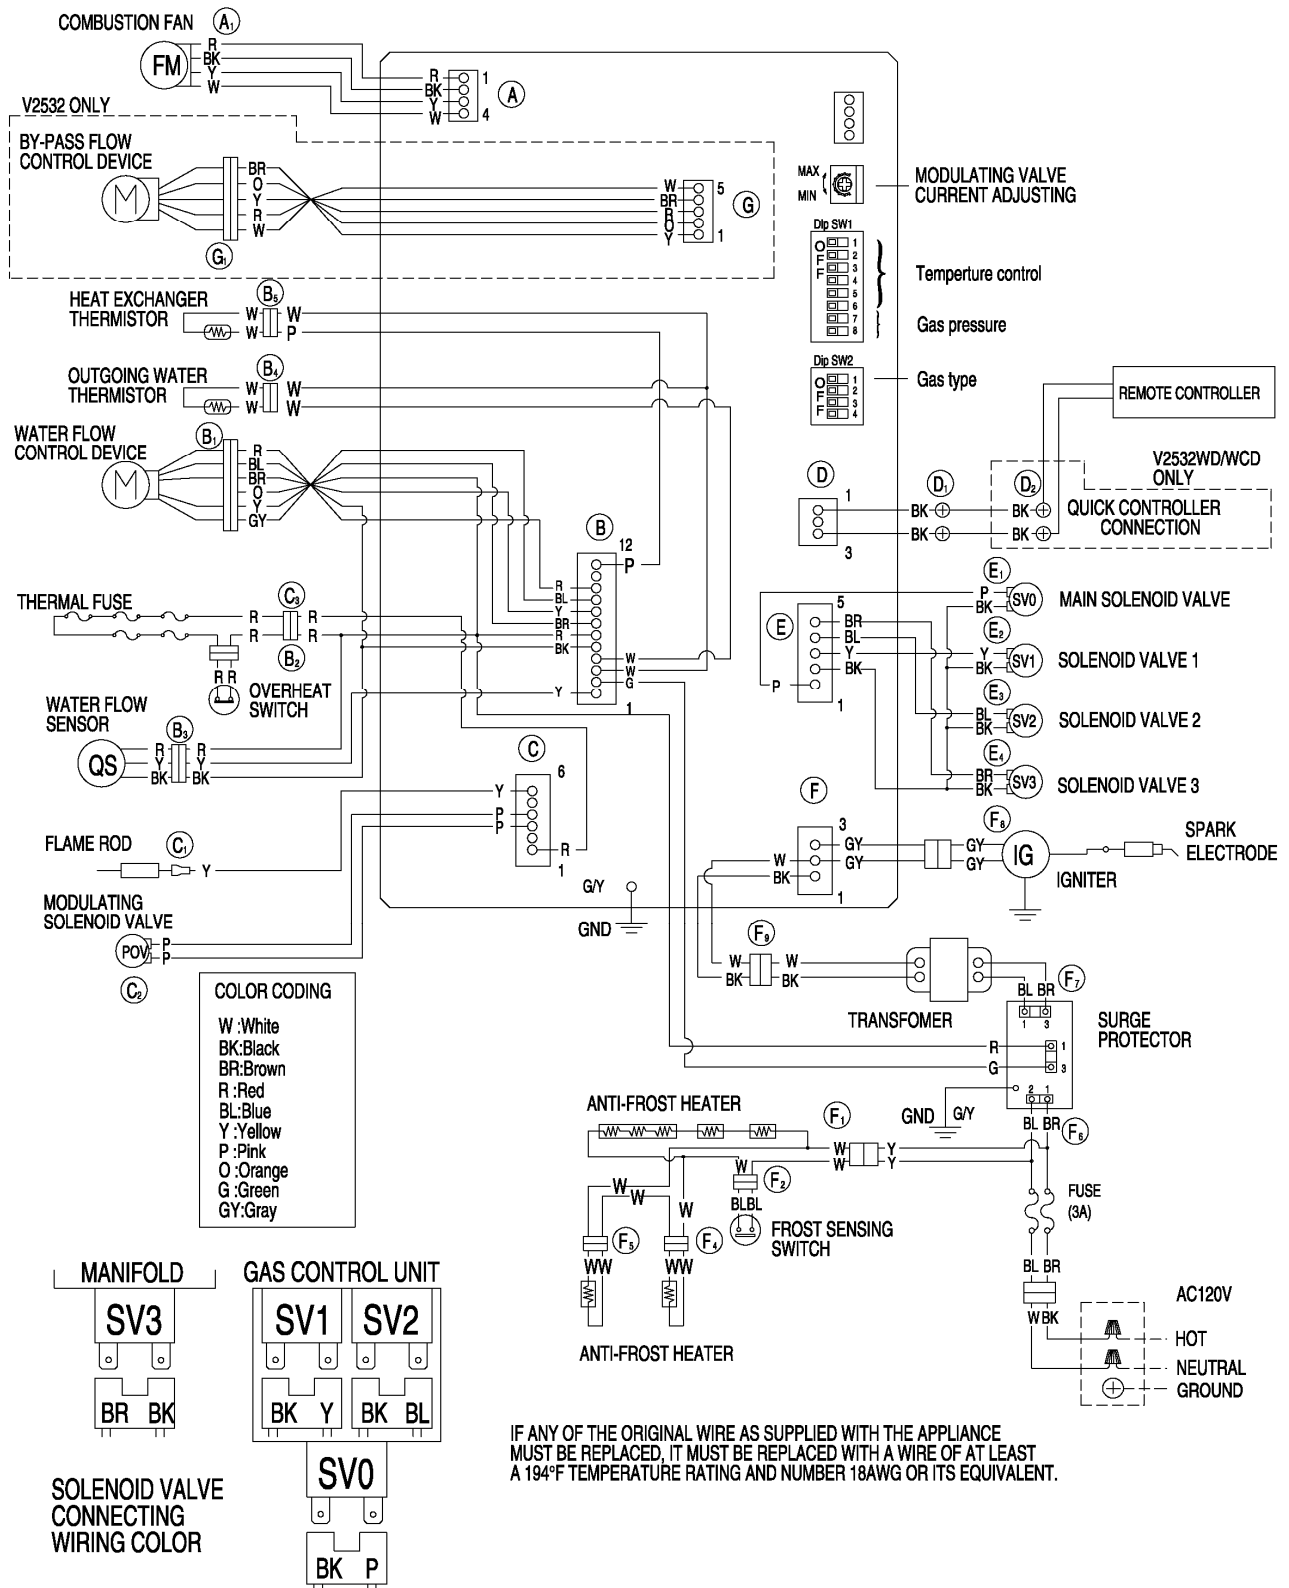 COMBUSTION FAN
A1
FM
R
BK
Y
W
R
BK
Y
W
1
4
A
V2532 ONLY
BY-PASS FLOW
CONTROL DEVICE
M
BR
O
Y
R
W
G1
W
BR
R
O
Y
5
1
G
MAX
MIN
MODULATING VALVE
CURRENT ADJUSTING
Dip SW1
OFF
1
2
3
4
5
6
7
8
Temperture control
Gas pressure
Dip SW2
OFF
1
2
3
4
Gas type
HEAT EXCHANGER
THERMISTOR
B5
W W
W P
OUTGOING WATER
THERMISTOR
B4
W W
W W
WATER FLOW
CONTROL DEVICE
M
B1
R
BL
BR
O
Y
GY
REMOTE CONTROLLER
V2532WD/WCD
ONLY
QUICK CONTROLLER
CONNECTION
D
1
3
D1
BK
BK
D2
BK
BK
B
12
P
R
BL
Y
BR
R
BK
W
W
G
Y
1
THERMAL FUSE
C3
R R
R R
B2
R R
OVERHEAT
SWITCH
WATER FLOW
SENSOR
QS
B3
R R
Y Y
BK BK
E
5
BR
BL
Y
BK
P
1
E1
P
BK
SV0
MAIN SOLENOID VALVE
E2
Y
BK
SV1
SOLENOID VALVE 1
E3
BL
BK
SV2
SOLENOID VALVE 2
E4
BR
BK
SV3
SOLENOID VALVE 3
C
6
Y
P
P
R
1
FLAME ROD
C1
Y
MODULATING
SOLENOID VALVE
POV
P
P
C2
G/Y
GND
F
3
GY
GY
W
BK
1
F8
GY
GY
IG
IGNITER
SPARK
ELECTRODE
F9
W W
BK BK
TRANSFOMER
F7
BL BR
1 3
SURGE
PROTECTOR
R
G
1
3
2 1
GND
G/Y
BL BR
F6
COLOR CODING
W :White
BK:Black
BR:Brown
R :Red
BL:Blue
Y :Yellow
P :Pink
O :Orange
G :Green
GY:Gray
ANTI-FROST HEATER
F1
W Y
W Y
W
F2
BLBL
FROST SENSING
SWITCH
W
W
W
F5
F4
WW
WW
ANTI-FROST HEATER
FUSE
(3A)
BL BR
W BK
AC120V
HOT
NEUTRAL
GROUND
MANIFOLD
SV3
BR BK
GAS CONTROL UNIT
SV1
SV2
BK Y
BK BL
SV0
BK P
SOLENOID VALVE
CONNECTING
WIRING COLOR
IF ANY OF THE ORIGINAL WIRE AS SUPPLIED WITH THE APPLIANCE
MUST BE REPLACED, IT MUST BE REPLACED WITH A WIRE OF AT LEAST
A 194°F TEMPERATURE RATING AND NUMBER 18AWG OR ITS EQUIVALENT.